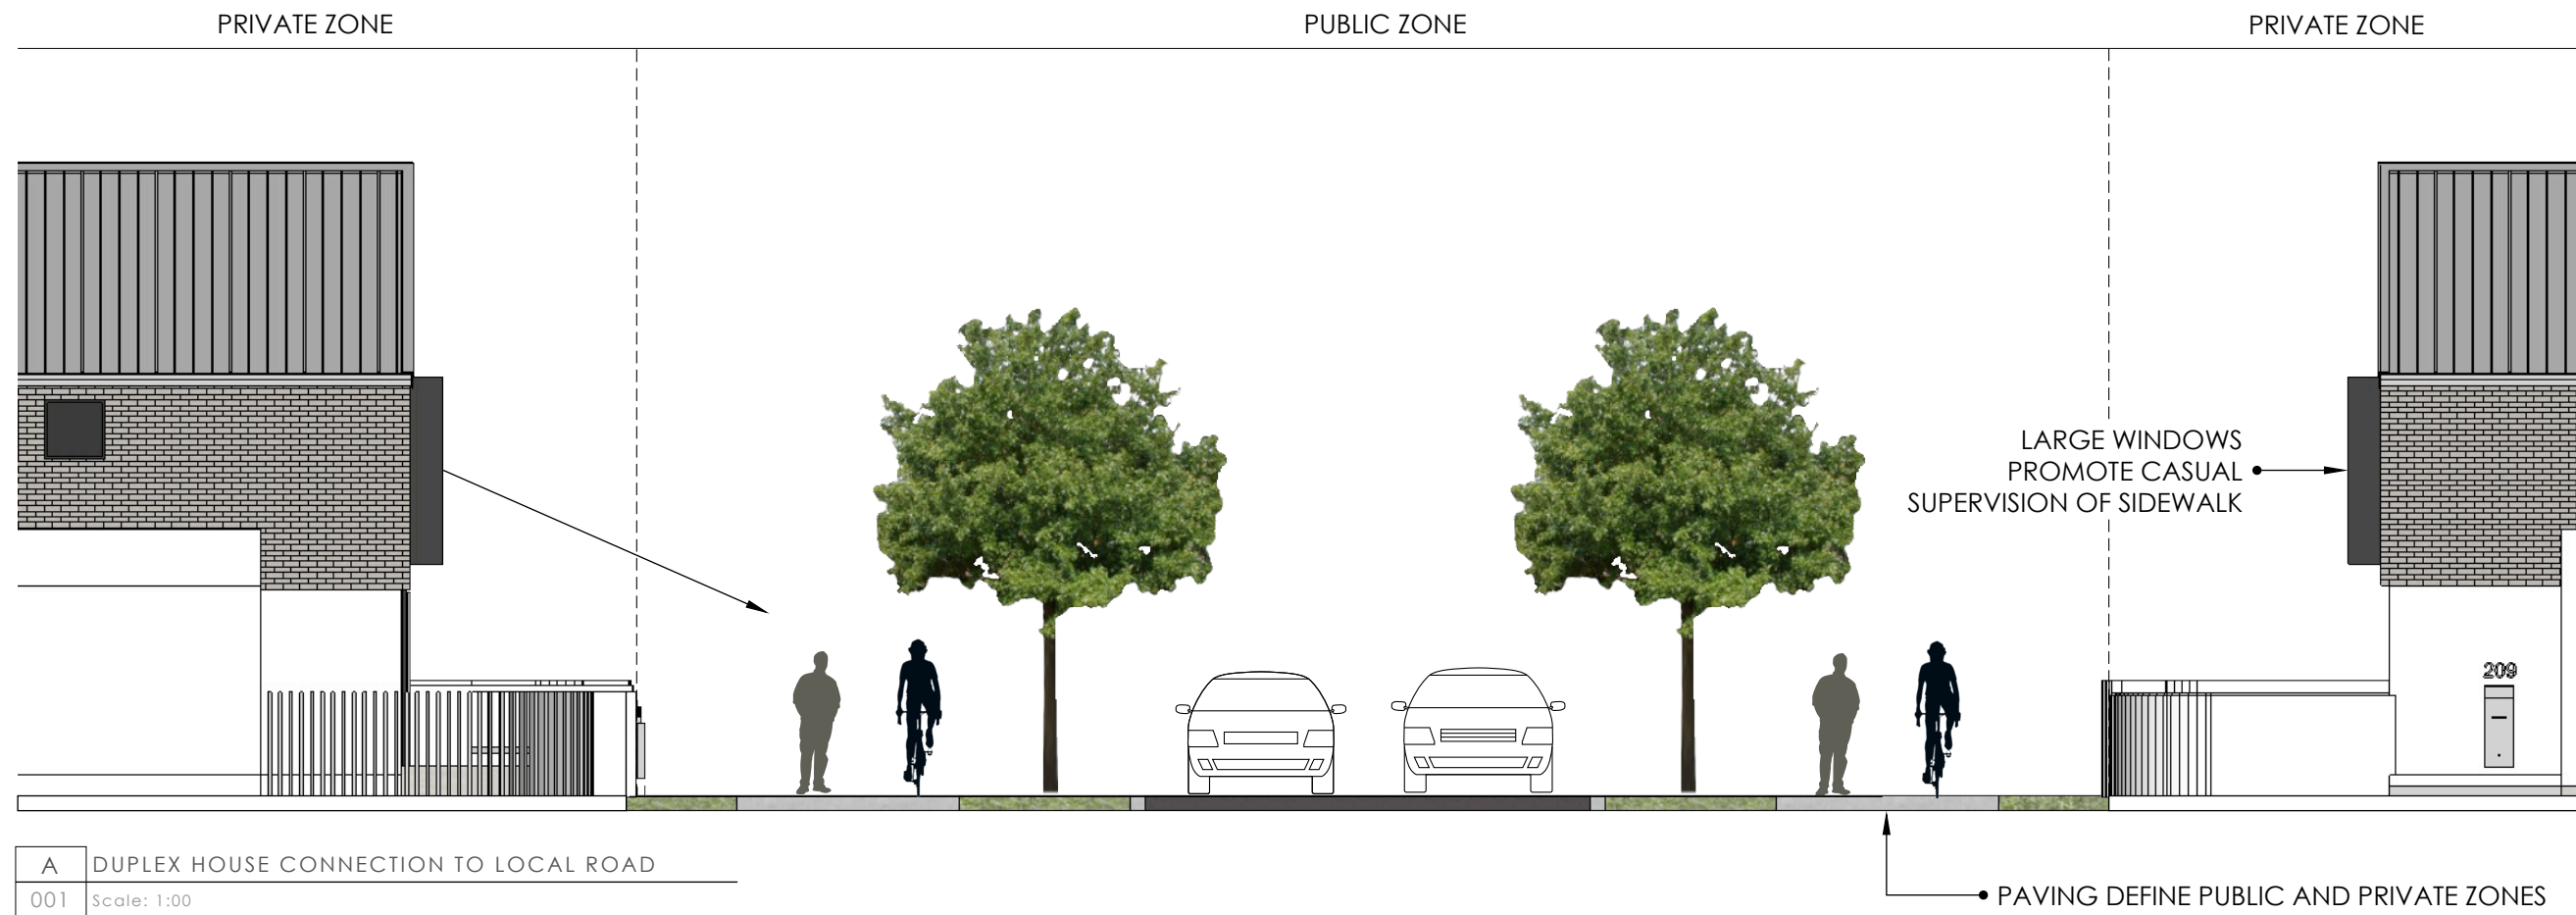 PRIVATE ZONE
PUBLIC ZONE
PRIVATE ZONE
LARGE WINDOWS
PROMOTE CASUAL
SUPERVISION OF SIDEWALK
209
A
DUPLEX HOUSE CONNECTION TO LOCAL ROAD
001
Scale: 1:00
PAVING DEFINE PUBLIC AND PRIVATE ZONES